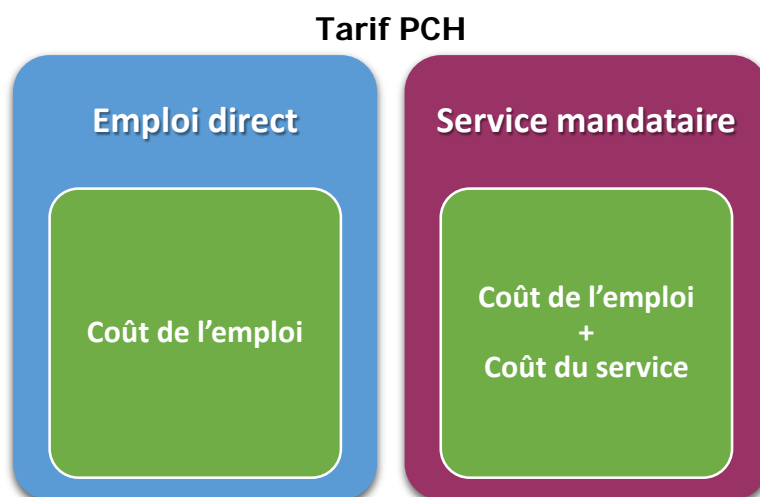 Tarif PCH
Emploi direct
Coût de l’emploi
Service mandataire
Coût de l’emploi
+
Coût du service